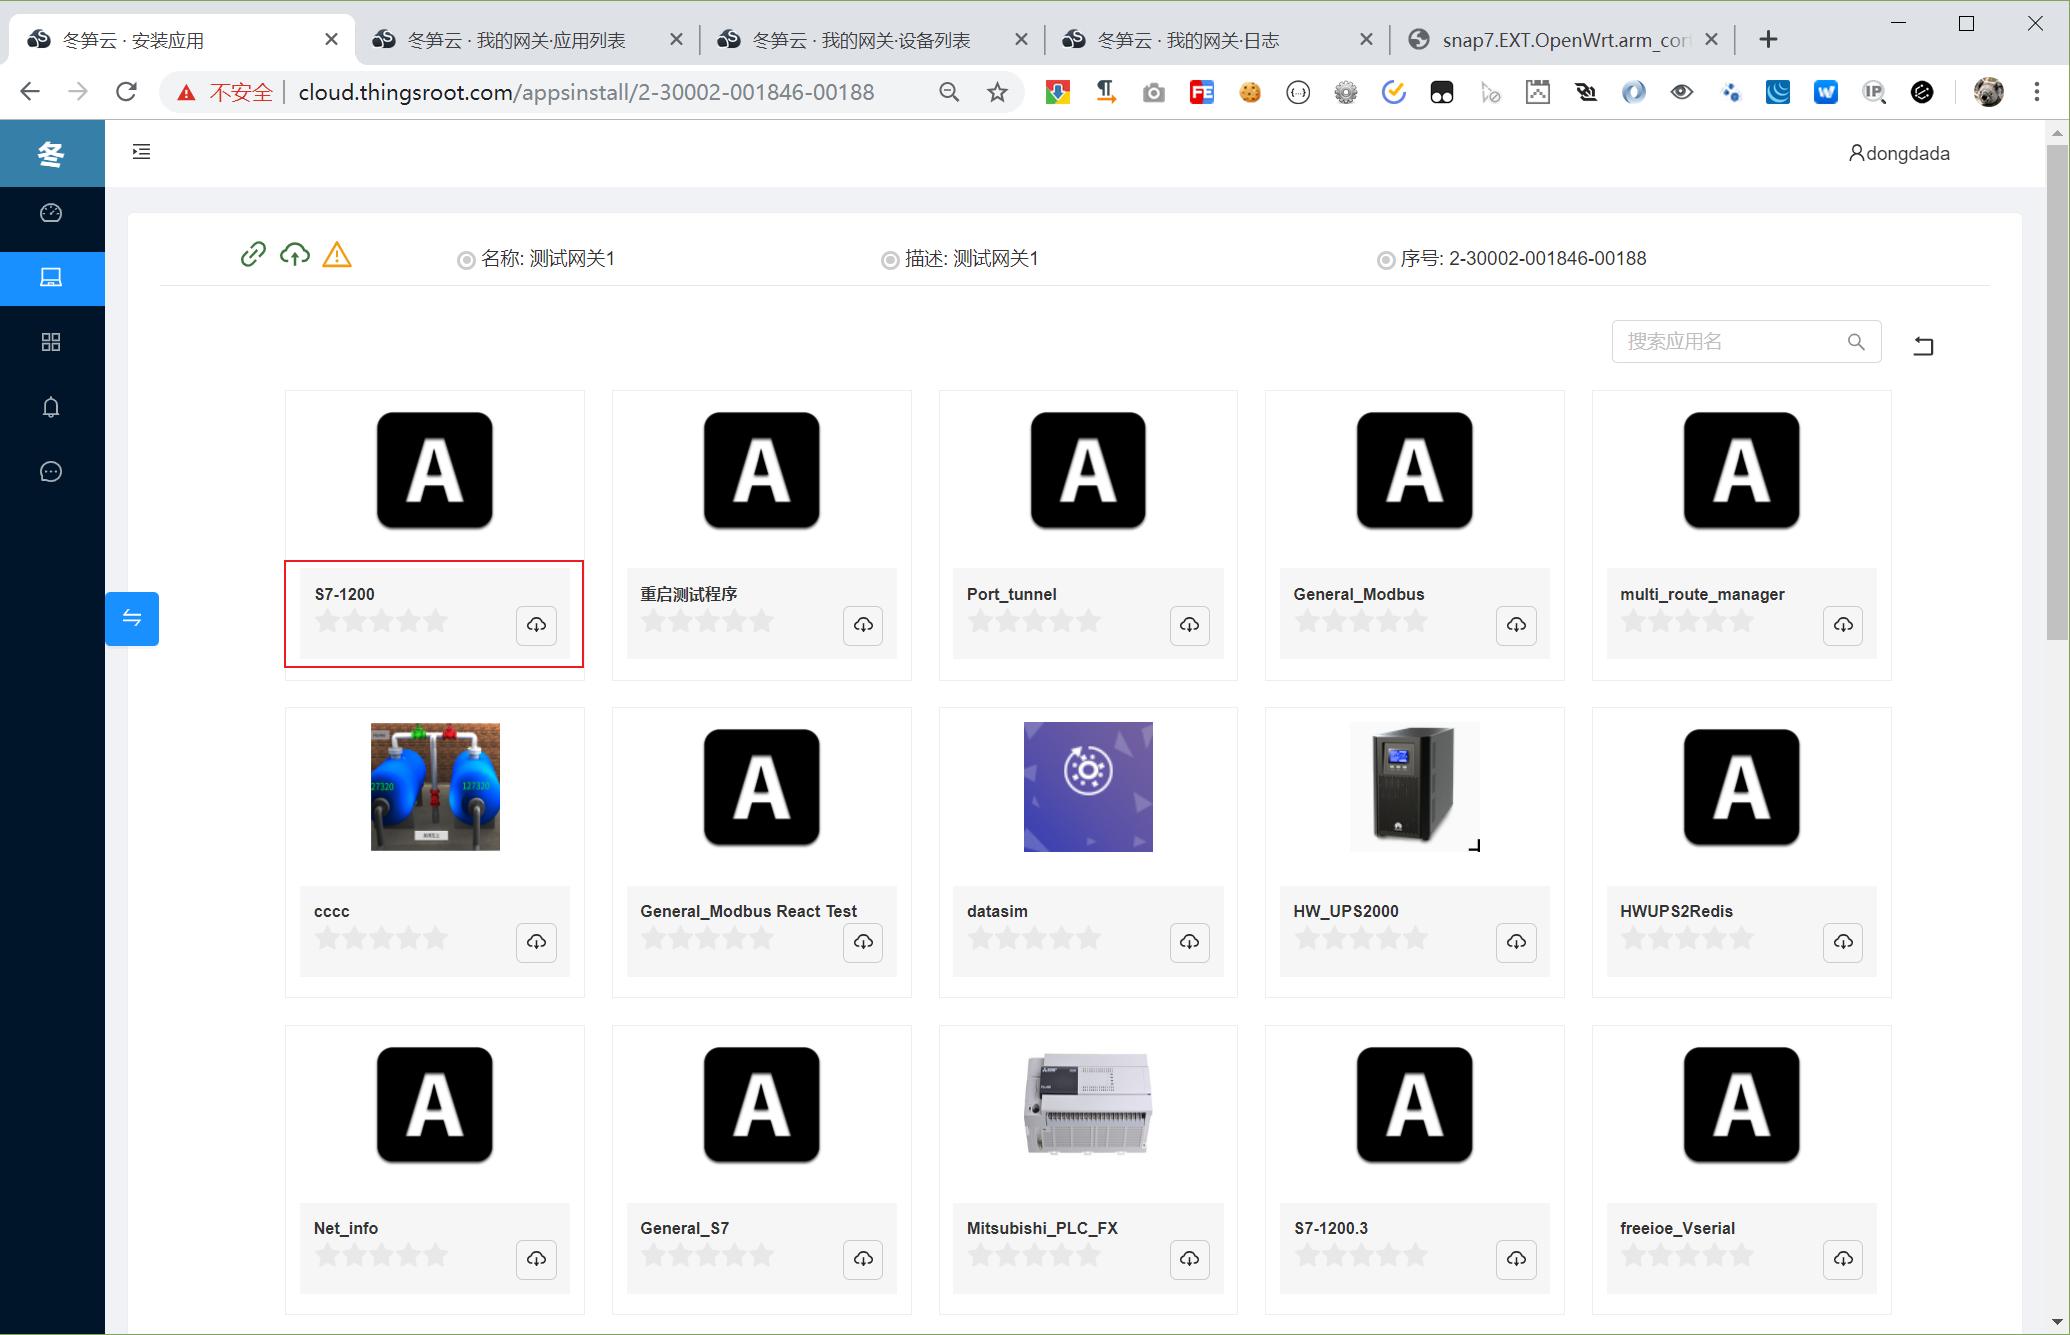 冬笋云 · 安装应用
冬笋云 · 我的网关·应用列表
冬笋云 · 我的网关·设备列表
冬笋云 · 我的网关·日志
snap7.EXT.OpenWrt.arm_cor
不安全
cloud.thingsroot.com/appsinstall/2-30002-001846-00188
冬
dongdada
名称: 测试网关1
描述: 测试网关1
序号: 2-30002-001846-00188
搜索应用名
A
A
A
A
A
S7-1200
重启测试程序
Port_tunnel
General_Modbus
multi_route_manager
27320
127320
A
A
cccc
General_Modbus React Test
datasim
HW_UPS2000
HWUPS2Redis
A
A
A
A
Net_info
General_S7
Mitsubishi_PLC_FX
S7-1200.3
freeioe_Vserial